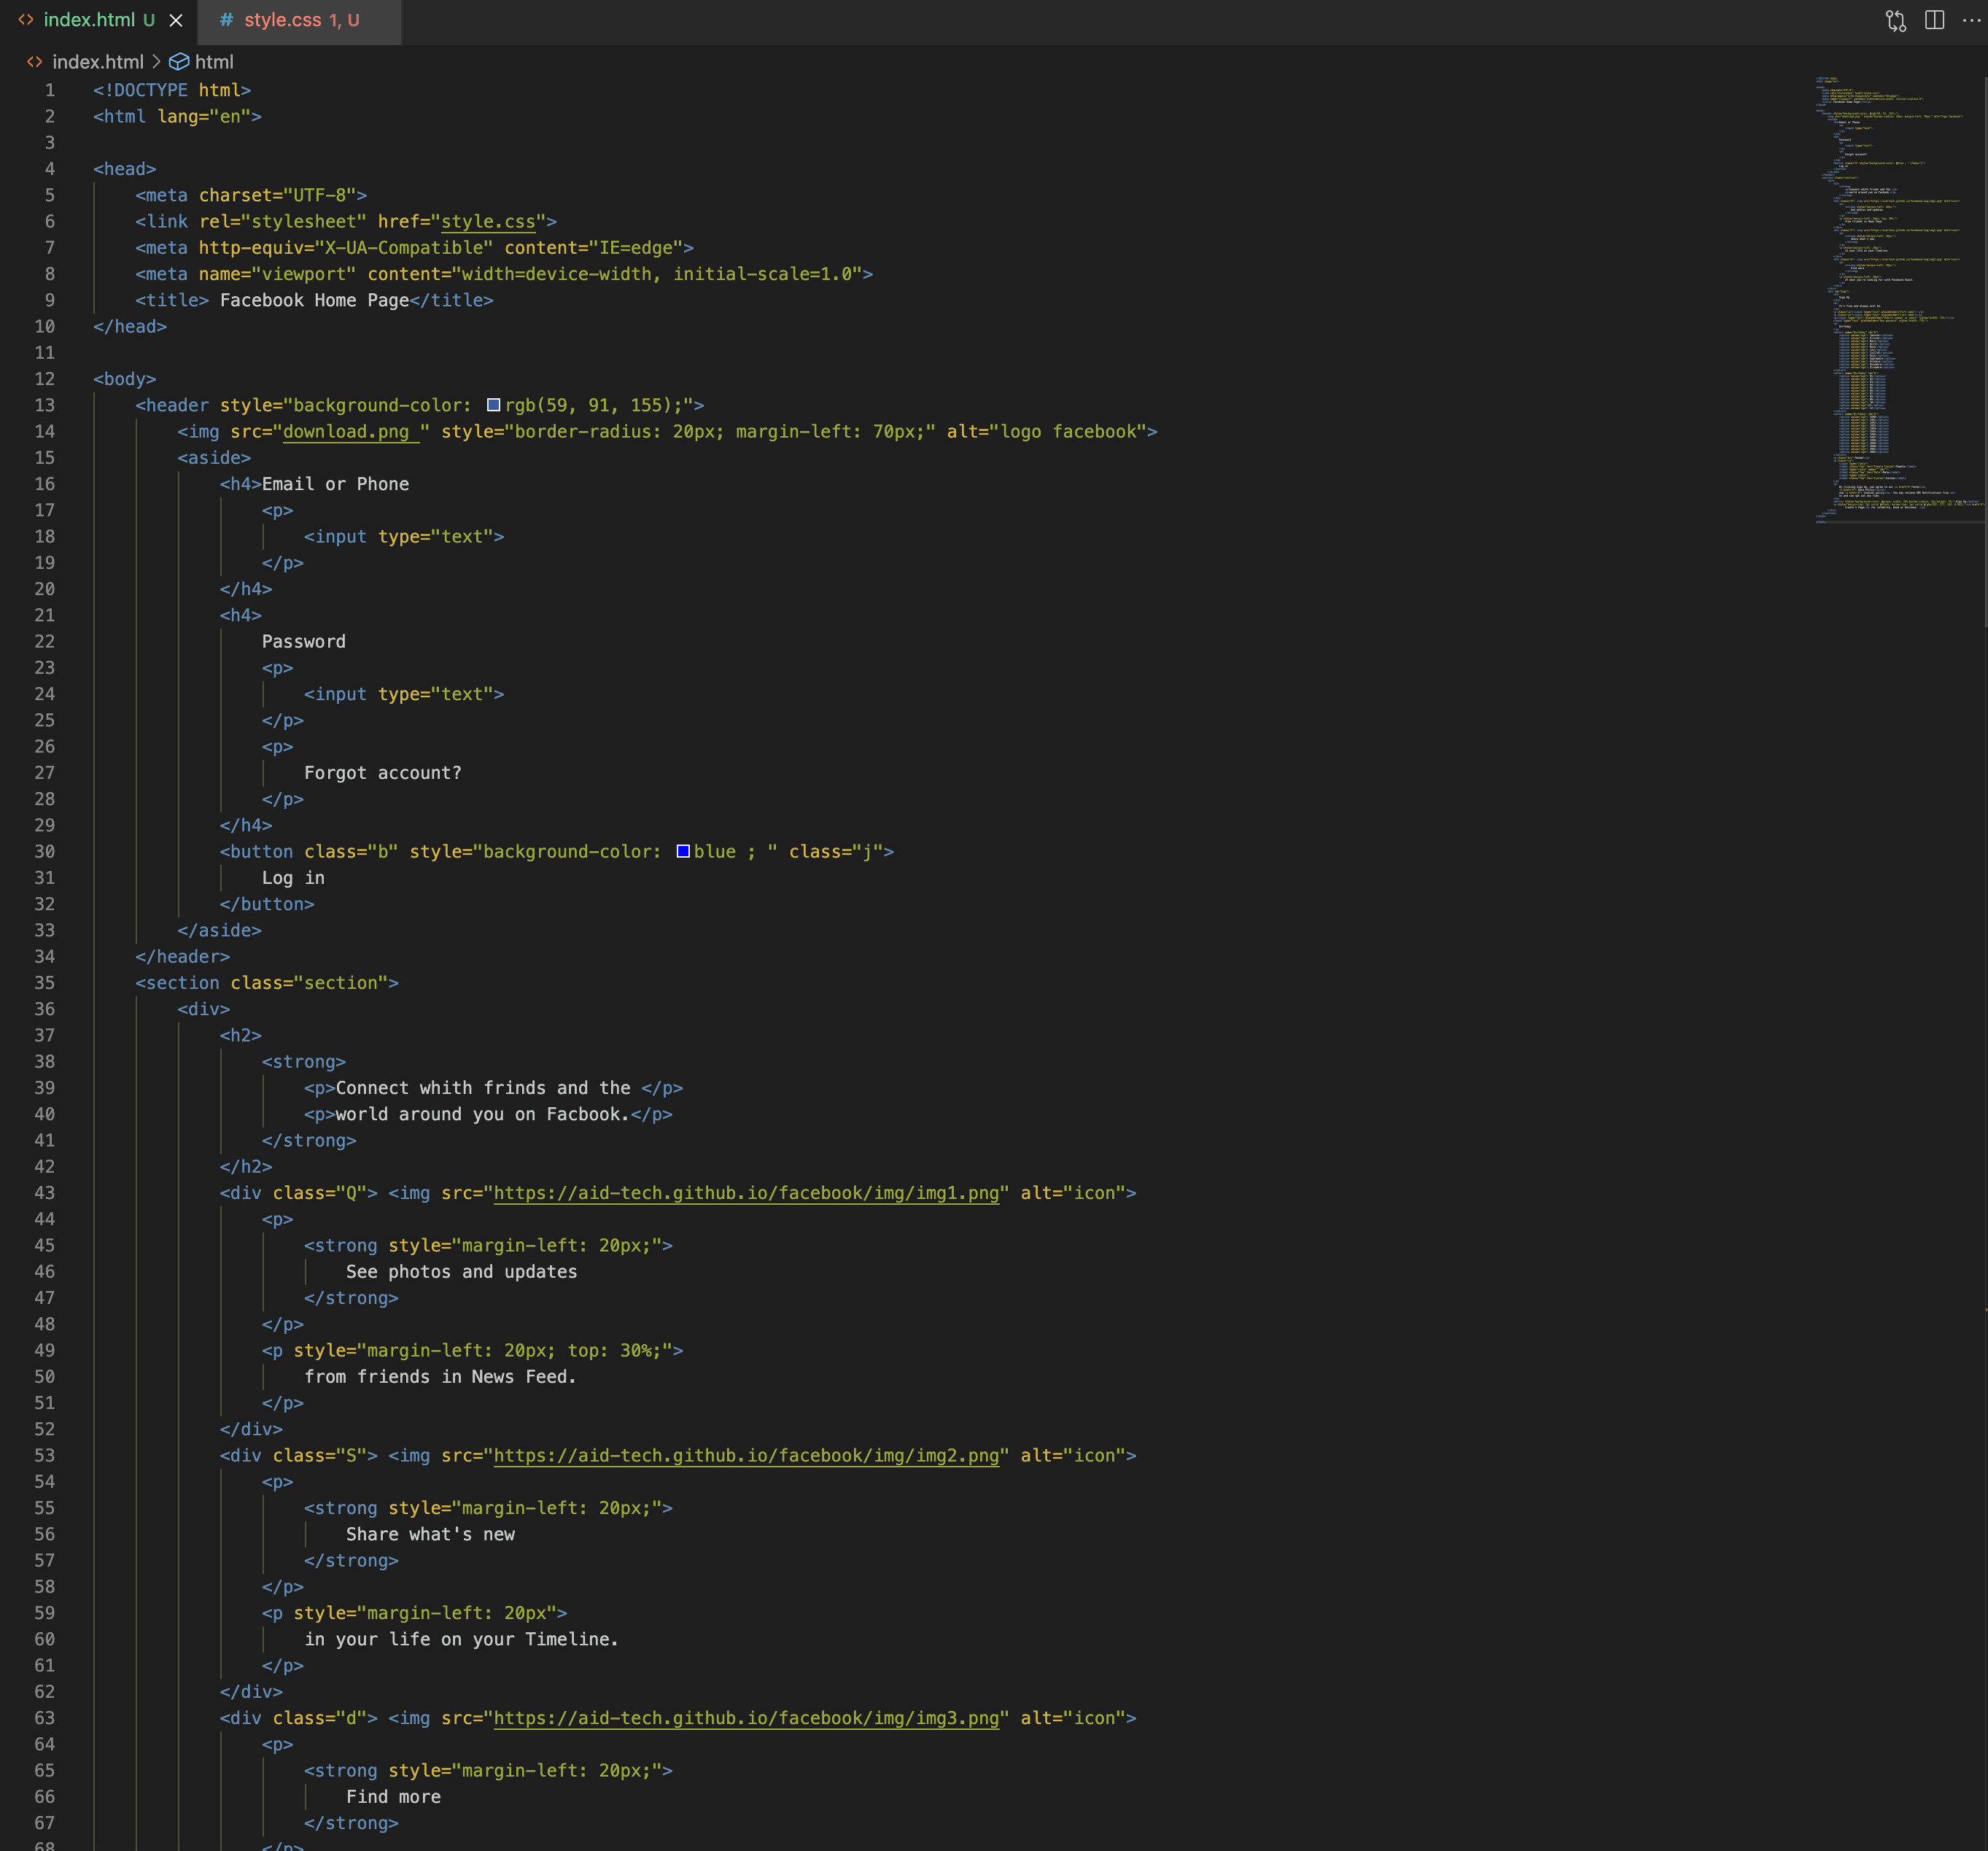 index.html U
style.css 1, U
index.html > html
1 <!DOCTYPE html>
2 <html lang="en">
3
4 <head>
5 <meta charset="UTF-8">
6 <link rel="stylesheet" href="style.css">
7 <meta http-equiv="X-UA-Compatible" content="IE=edge">
8 <meta name="viewport" content="width=device-width, initial-scale=1.0">
9 <title> Facebook Home Page</title>
10 </head>
11
12 <body>
13 <header style="background-color: rgb(59, 91, 155);">
14 <img src="download.png " style="border-radius: 20px; margin-left: 70px;" alt="logo facebook">
15 <aside>
16 <h4>Email or Phone
17 <p>
18 <input type="text">
19 </p>
20 </h4>
21 <h4>
22 Password
23 <p>
24 <input type="text">
25 </p>
26 <p>
27 Forgot account?
28 </p>
29 </h4>
30 <button class="b" style="background-color: blue ; " class="j">
31 Log in
32 </button>
33 </aside>
34 </header>
35 <section class="section">
36 <div>
37 <h2>
38 <strong>
39 <p>Connect whith frinds and the </p>
40 <p>world around you on Facbook.</p>
41 </strong>
42 </h2>
43 <div class="Q"> <img src="https://aid-tech.github.io/facebook/img/img1.png" alt="icon">
44 <p>
45 <strong style="margin-left: 20px;">
46 See photos and updates
47 </strong>
48 </p>
49 <p style="margin-left: 20px; top: 30%;">
50 from friends in News Feed.
51 </p>
52 </div>
53 <div class="S"> <img src="https://aid-tech.github.io/facebook/img/img2.png" alt="icon">
54 <p>
55 <strong style="margin-left: 20px;">
56 Share what's new
57 </strong>
58 </p>
59 <p style="margin-left: 20px">
60 in your life on your Timeline.
61 </p>
62 </div>
63 <div class="d"> <img src="https://aid-tech.github.io/facebook/img/img3.png" alt="icon">
64 <p>
65 <strong style="margin-left: 20px;">
66 Find more
67 </strong>
68 </p>